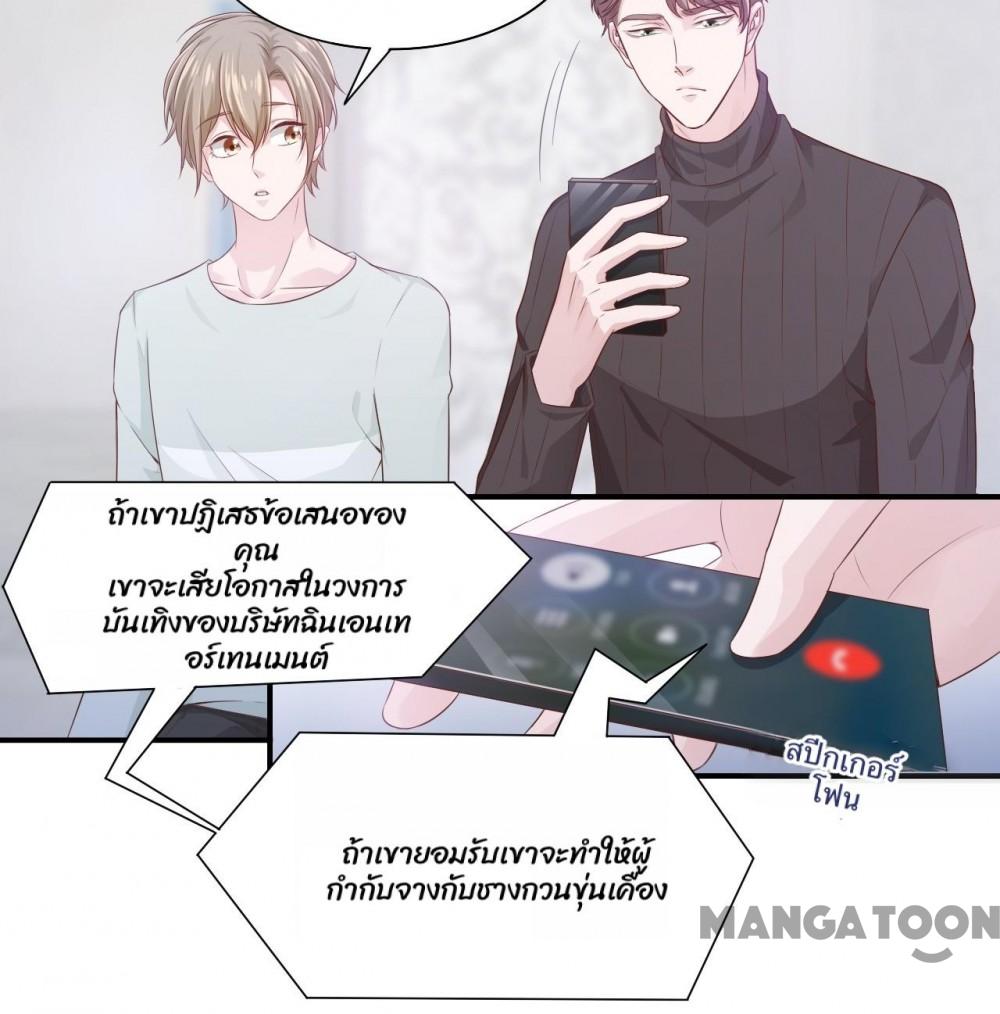 ถ้าเขาปฏิเสธข้อเสนอของ
คุณ
เขาจะเสียโอกาสในวงการ
บันเทิงของบริษัทฉินเอนเท
อร์เทนเมนต์
สปีกเกอร์
โฟน
ถ้าเขายอมรับเขาจะทำให้ผู้
กำกับจางกับชางกวนขุ่นเคือง
MANGATOON